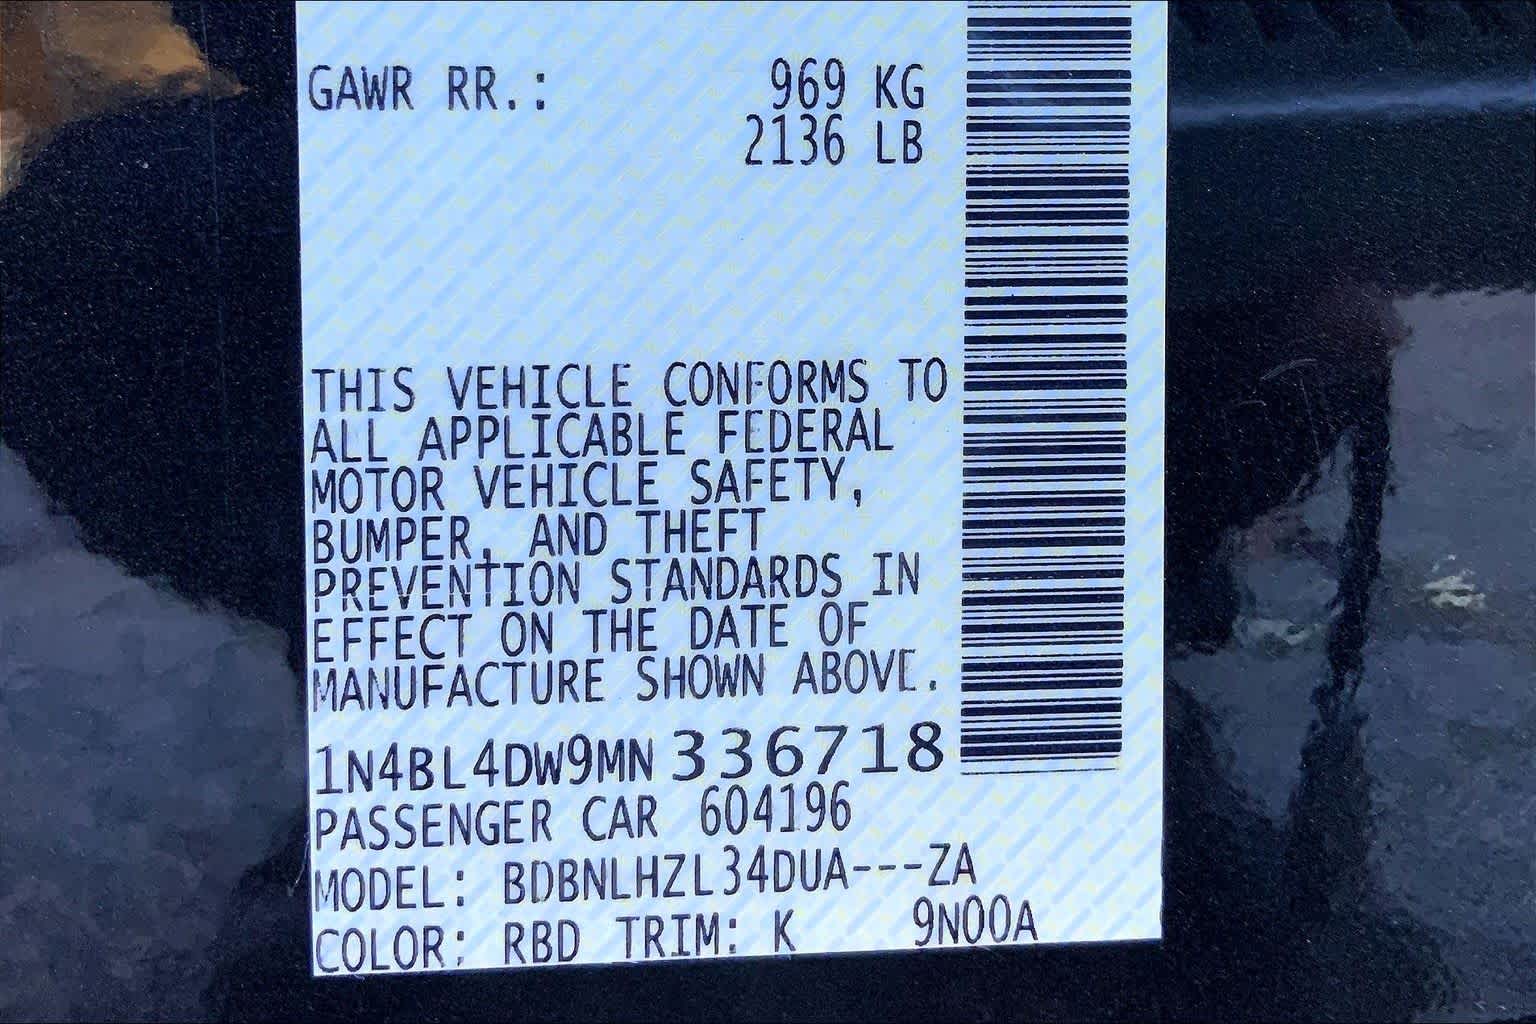 GAWR RR.: 969 KG
2136 LB
THIS VEHICLE CONFORMS TO
ALL APPLICABLE FEDERAL
MOTOR VEHICLE SAFETY,
BUMPER, AND THEFT
PREVENTION STANDARDS IN
EFFECT ON THE DATE OF
MANUFACTURE SHOWN ABOVE.
1N4BL4DW9MN336718
PASSENGER CAR 604196
MODEL: BDBNLHZL34DUA---ZA
COLOR: RBD TRIM: K 9N00A